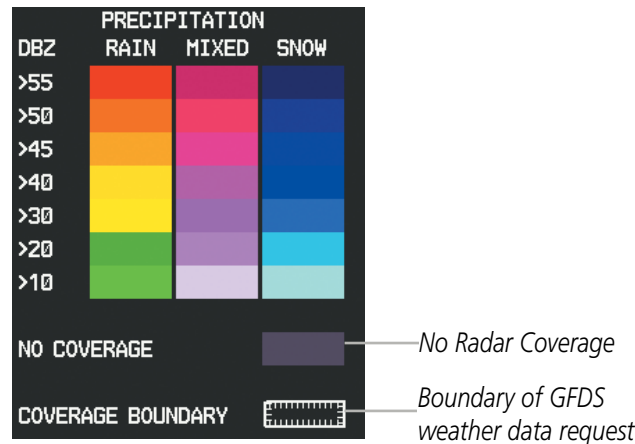 PRECIPITATION
DBZ RAIN MIXED SNOW
>55
>50
>45
>40
>30
>20
>10
NO COVERAGE
No Radar Coverage
COVERAGE BOUNDARY
Boundary of GFDS
weather data request